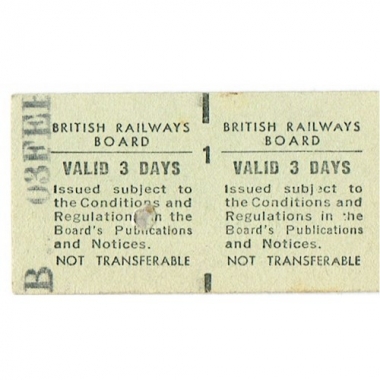 B 03FEB
BRITISH RAILWAYS
BOARD
VALID 3 DAYS
Issued subject to
the Conditions and
Regulations in the
Board's Publications
and Notices.
NOT TRANSFERABLE
1
BRITISH RAILWAYS
BOARD
VALID 3 DAYS
Issued subject to
the Conditions and
Regulations in the
Board's Publications
and Notices.
NOT TRANSFERABLE